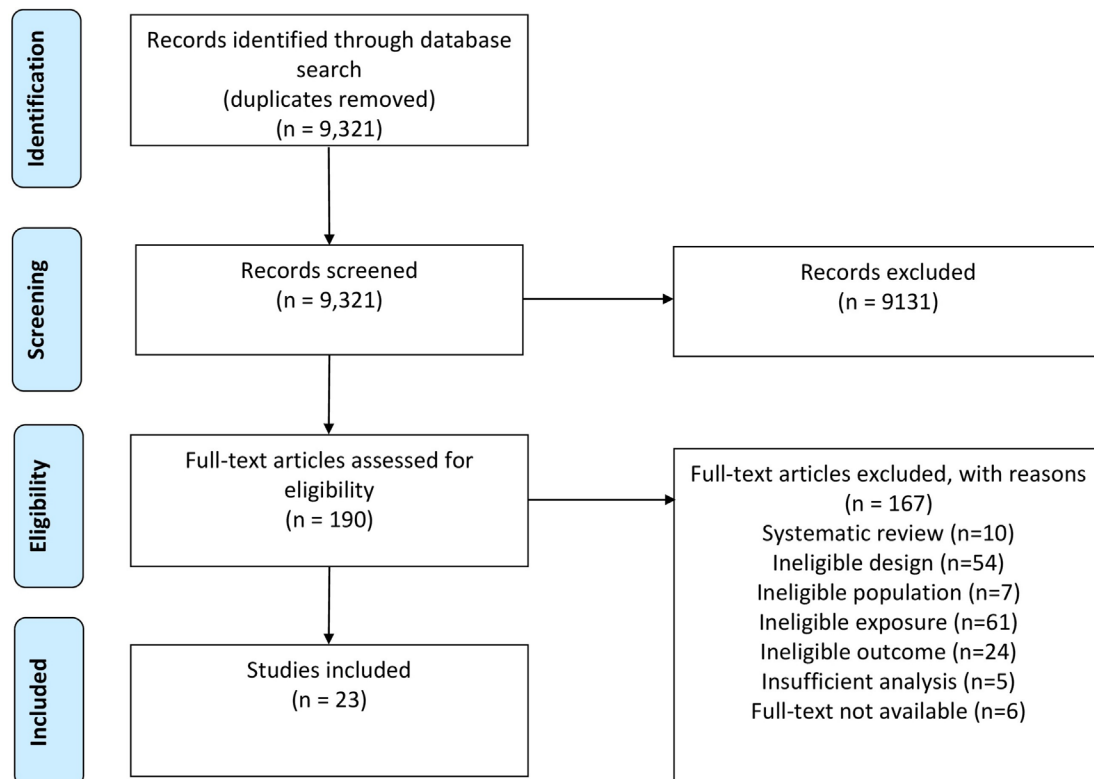 Identification
Records identified through database
search
(duplicates removed)
(n = 9,321)
Screening
Records screened
(n = 9,321)
Records excluded
(n = 9131)
Eligibility
Full-text articles assessed for
eligibility
(n = 190)
Full-text articles excluded, with reasons
(n = 167)
Systematic review (n=10)
Ineligible design (n=54)
Ineligible population (n=7)
Ineligible exposure (n=61)
Ineligible outcome (n=24)
Insufficient analysis (n=5)
Full-text not available (n=6)
Included
Studies included
(n = 23)